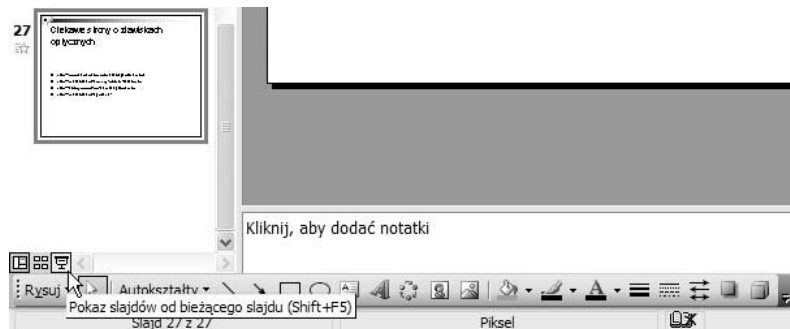 27
Ciekawe strony o zjawiskach
optycznych
Kliknij, aby dodać notatki
Rysuj
Autokształty
Pokaz slajdów od bieżącego slajdu (Shift+F5)
Slajd 27 z 27
Piksel